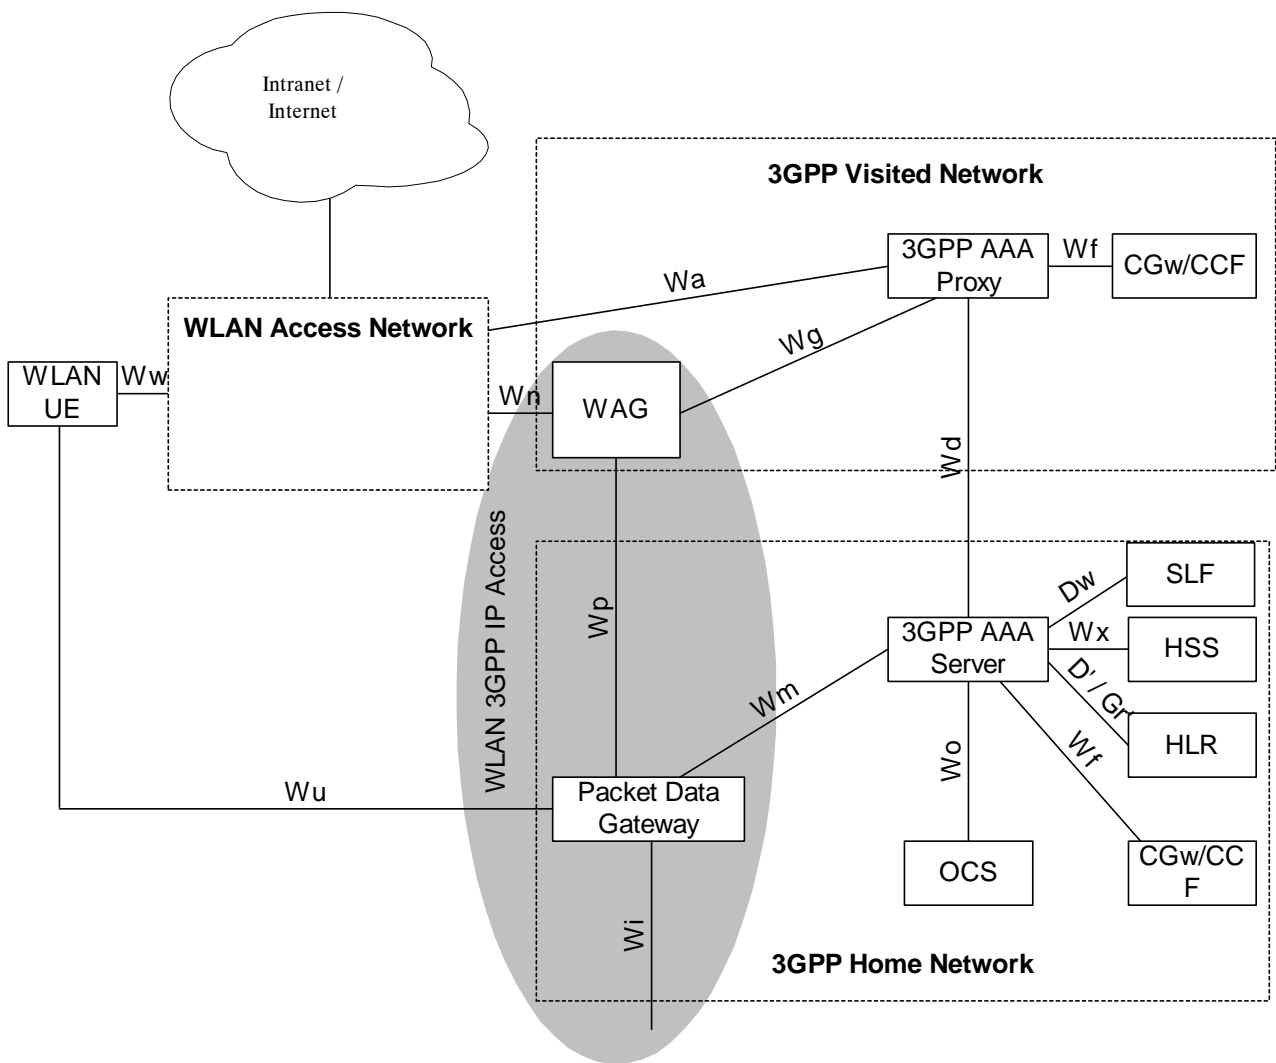 Intranet /
Internet
3GPP Visited Network
3GPP AAA
Proxy
Wf
CGw/CCF
Wa
WLAN Access Network
Wg
WLAN
UE
Ww
Wn
WAG
Wd
WLAN 3GPP IP Access
Wp
Dw
SLF
3GPP AAA
Server
Wx
HSS
D' / Gr'
HLR
Wm
Wo
Wf
Wu
Packet Data
Gateway
OCS
CGw/CC
F
Wi
3GPP Home Network